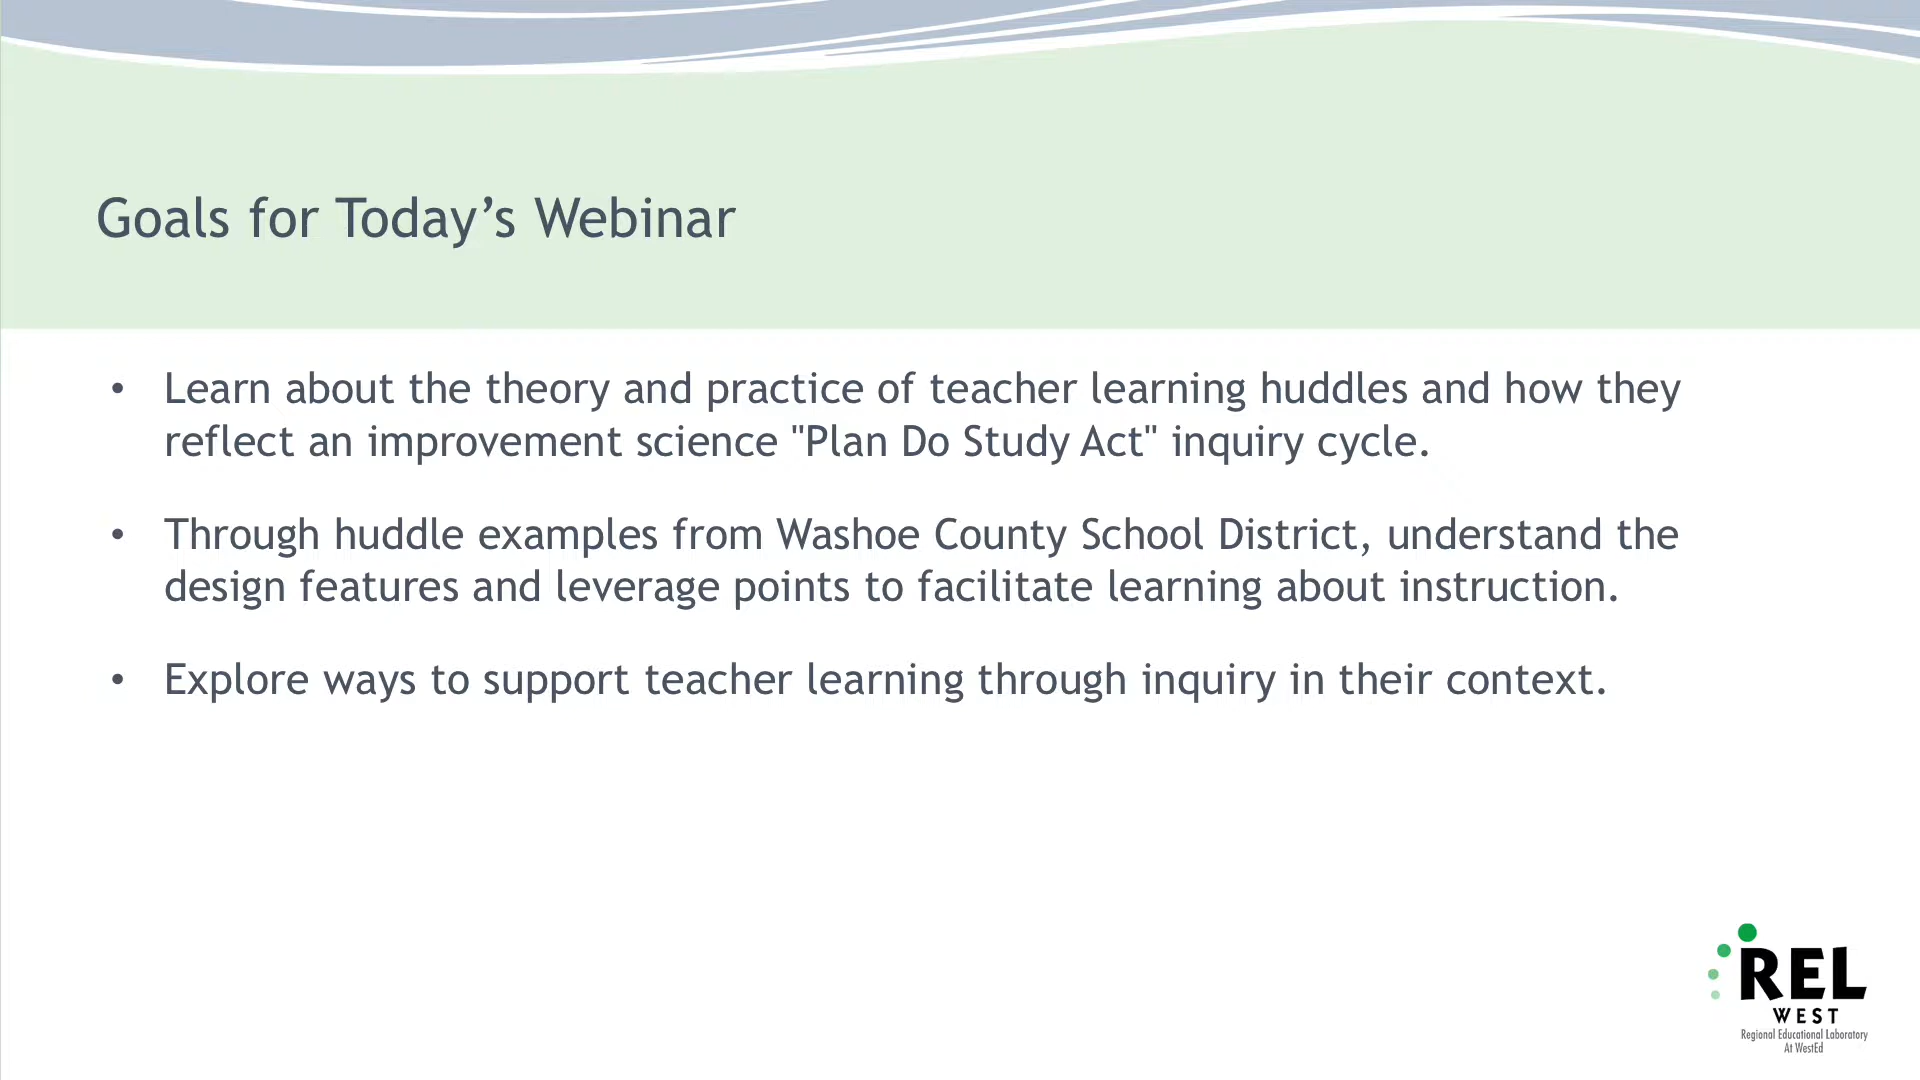 Goals for Today’s Webinar
• Learn about the theory and practice of teacher learning huddles and how they
reflect an improvement science "Plan Do Study Act" inquiry cycle.
• Through huddle examples from Washoe County School District, understand the
design features and leverage points to facilitate learning about instruction.
• Explore ways to support teacher learning through inquiry in their context.
REL
WEST
Regional Educational Laboratory
At WestEd